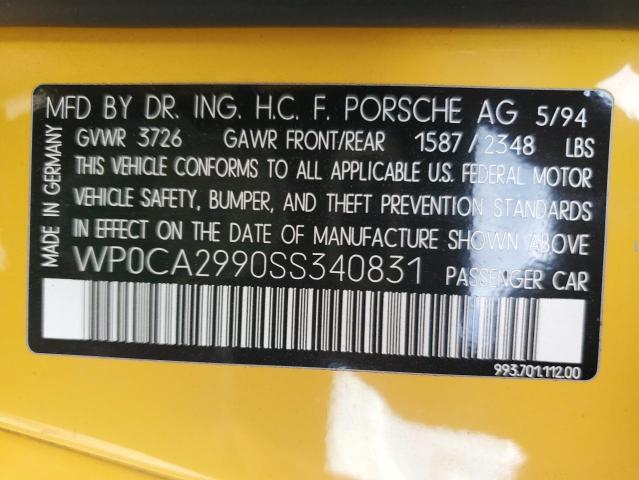 MFD BY DR. ING. H.C. F. PORSCHE AG 5/94
GVWR 3726 GAWR FRONT/REAR 1587/2348 LBS
THIS VEHICLE CONFORMS TO ALL APPLICABLE U.S. FEDERAL MOTOR
VEHICLE SAFETY, BUMPER, AND THEFT PREVENTION STANDARDS
IN EFFECT ON THE DATE OF MANUFACTURE SHOWN ABOVE
WP0CA2990SS340831 PASSENGER CAR
MADE IN GERMANY
993.701.112.00